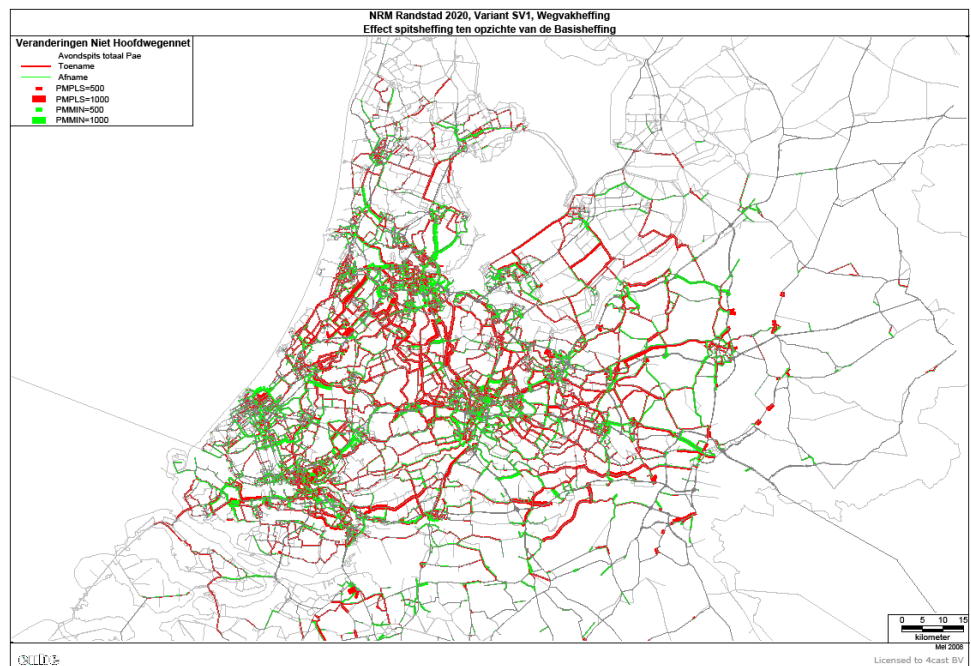 NRM Randstad 2020, Variant SV1, Wegvakheffing
Effect spitsheffing ten opzichte van de Basisheffing
Veranderingen Niet Hoofdwegennet
Avondspits totaal Pae
Toename
Afname
PMPLS=500
PMPLS=1000
PMMIN=500
PMMIN=1000
0 5 10 15
kilometer
Mei 2008
cube
Licensed to 4cast BV